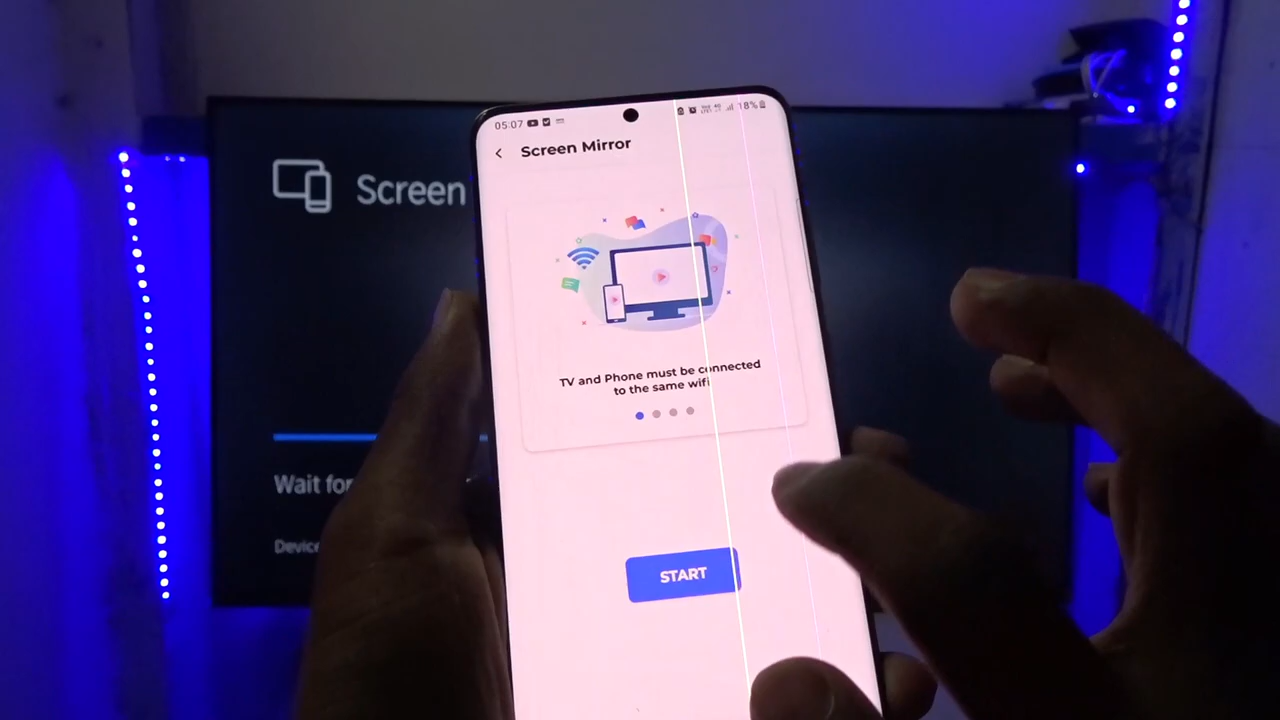 05:07
18%
Screen Mirror
Screen
TV and Phone must be connected
to the same wifi
Wait for
Device
START